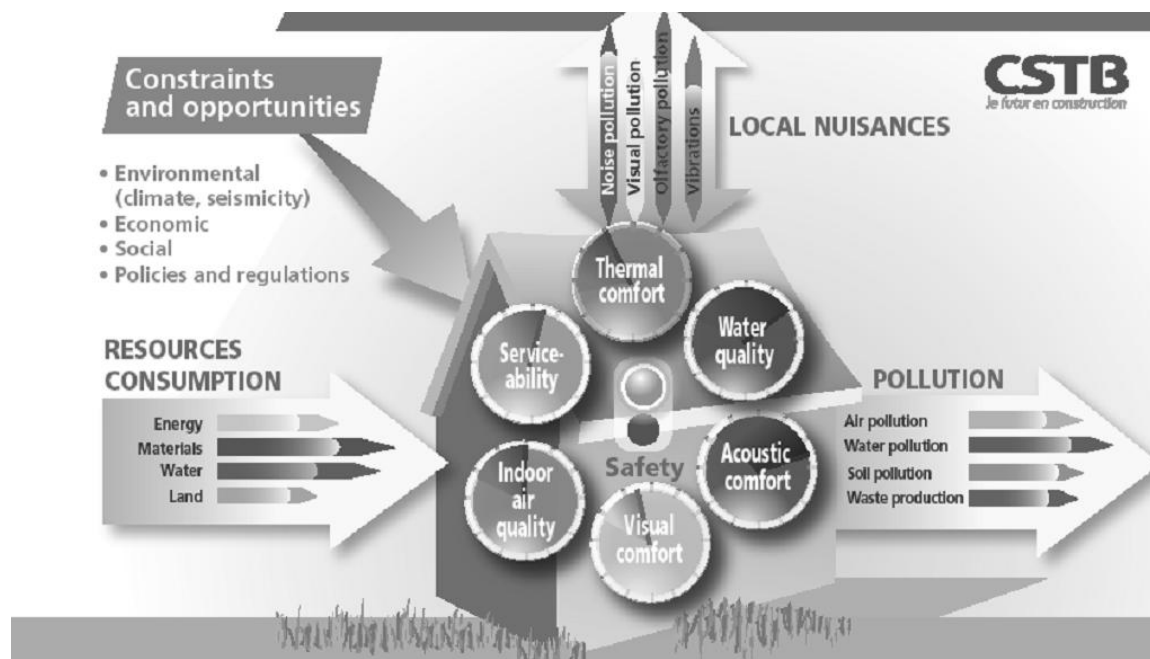 Constraints
and opportunities
• Environmental
(climate, seismicity)
• Economic
• Social
• Policies and regulations
Noise pollution
Visual pollution
Olfactory pollution
Vibrations
LOCAL NUISANCES
CSTB
le futur en construction
RESOURCES
CONSUMPTION
Energy
Materials
Water
Land
Thermal
comfort
Water
quality
Service-
ability
Safety
Acoustic
comfort
Indoor
air
quality
Visual
comfort
POLLUTION
Air pollution
Water pollution
Soil pollution
Waste production